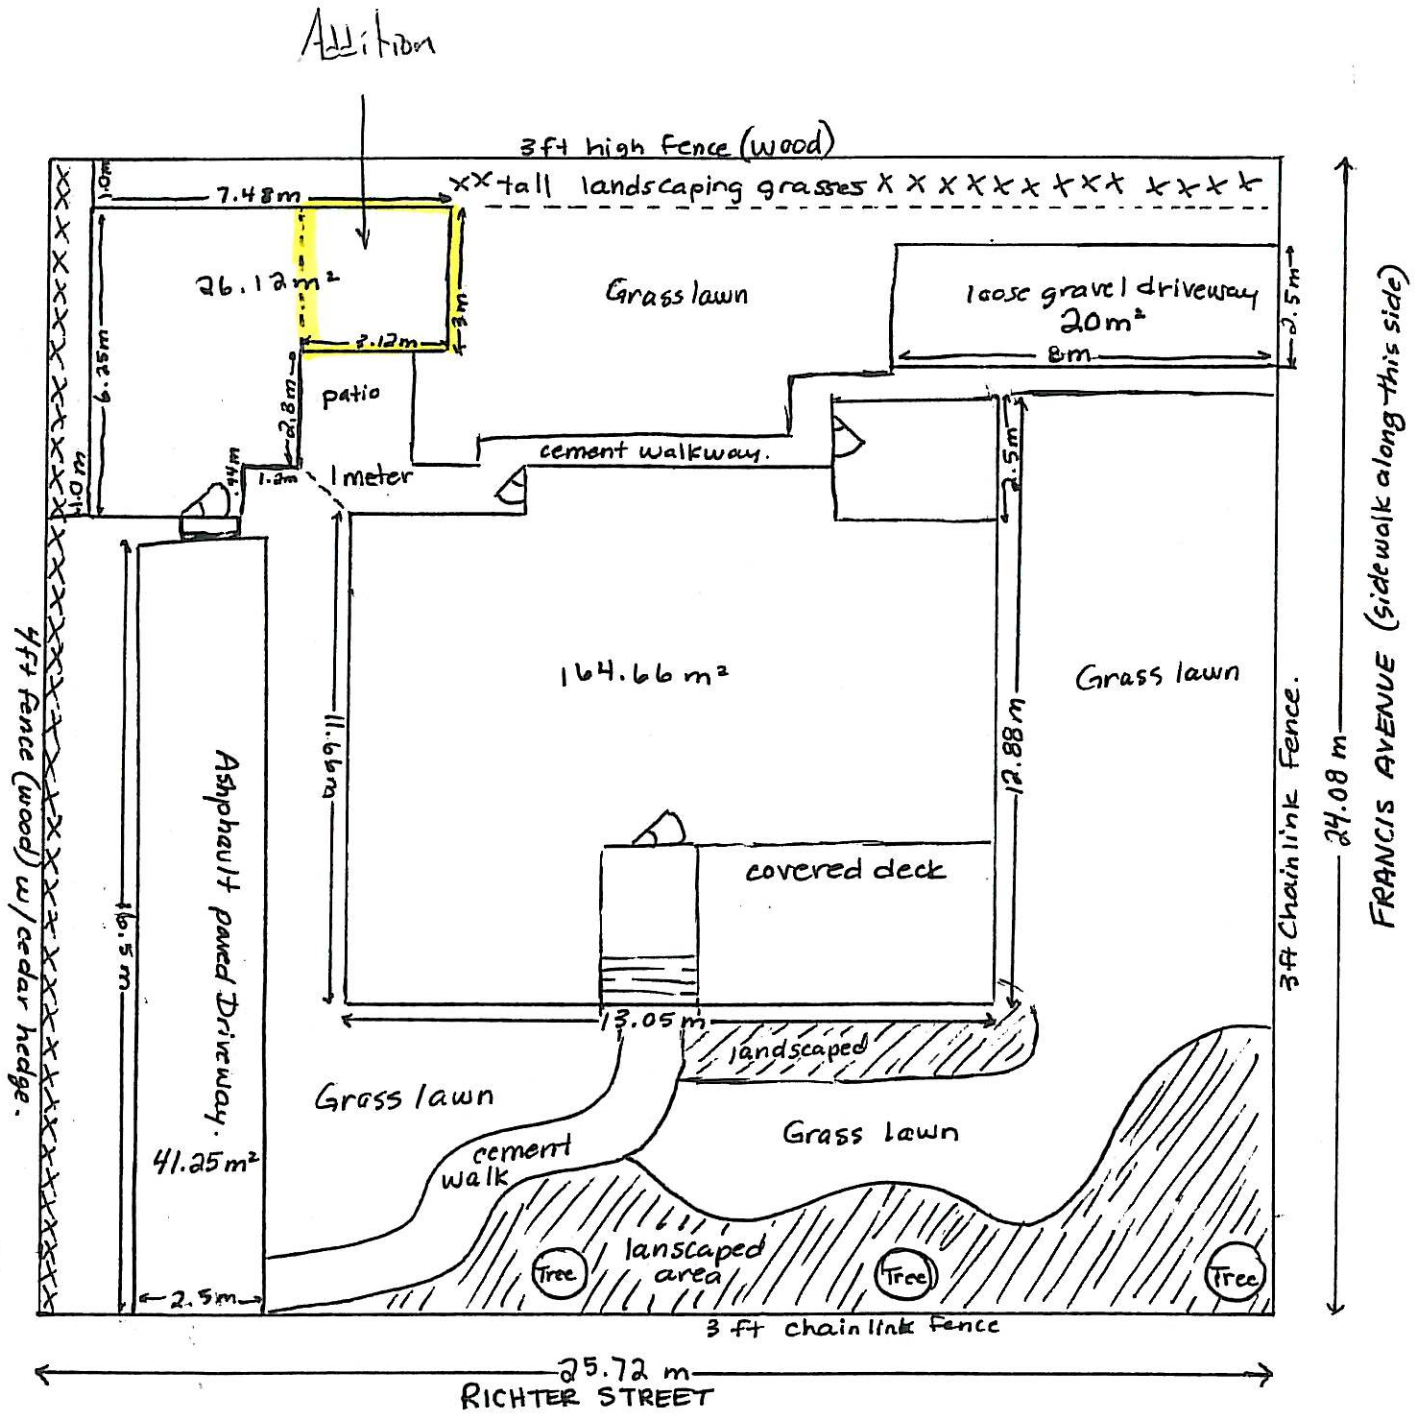 Addition
3ft high Fence (wood)
xx tall landscaping grasses x x x x x x x x x x x x x
7.48m
26.12m²
Grass lawn
loose gravel driveway
20m²
2.5m
8m
3m
3.12m
6.25m
2.8m
patio
cement walkway.
.94m
1.2m
1 meter
1.0m
1.0m
2.5m
164.66 m²
Grass lawn
11.66m
12.88m
covered deck
13.05m
landscaped
Ashphault paved Driveway.
16.5m
41.25m²
2.5m
Grass lawn
cement
walk
Grass lawn
lanscaped
area
Tree
Tree
Tree
4ft fence (wood) w/cedar hedge.
3ft Chainlink Fence.
24.08 m
FRANCIS AVENUE (sidewalk along this side)
3 ft chainlink Fence
25.72 m
RICHTER STREET